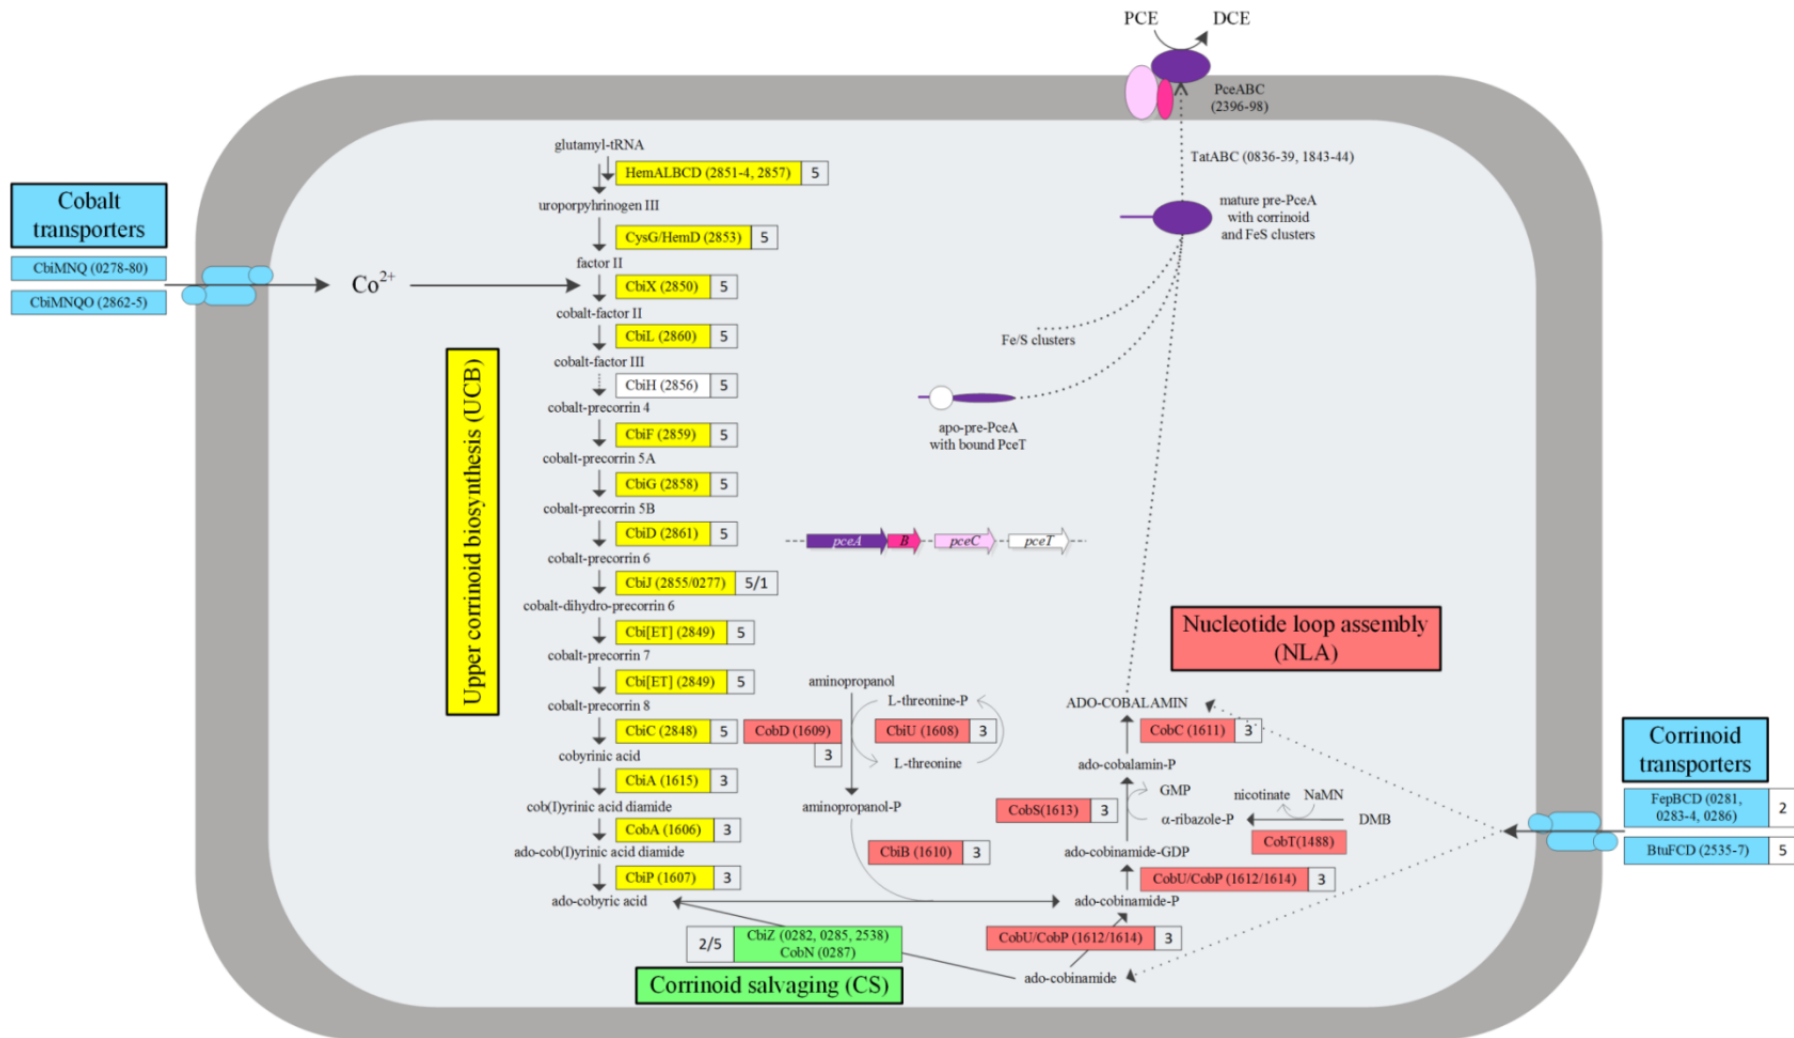 PCE
DCE
PceABC
(2396-98)
TatABC (0836-39, 1843-44)
mature pre-PceA
with corrinoid
and FeS clusters
Fe/S clusters
apo-pre-PceA
with bound PceT
pceA
B
pceC
pceT
Cobalt
transporters
CbiMNQ (0278-80)
CbiMNQO (2862-5)
Co2+
Upper corrinoid biosynthesis (UCB)
glutamyl-tRNA
HemALBCD (2851-4, 2857) 5
uroporpyhrinogen III
CysG/HemD (2853) 5
factor II
CbiX (2850) 5
cobalt-factor II
CbiL (2860) 5
cobalt-factor III
CbiH (2856) 5
cobalt-precorrin 4
CbiF (2859) 5
cobalt-precorrin 5A
CbiG (2858) 5
cobalt-precorrin 5B
CbiD (2861) 5
cobalt-precorrin 6
CbiJ (2855/0277) 5/1
cobalt-dihydro-precorrin 6
Cbi[ET] (2849) 5
cobalt-precorrin 7
Cbi[ET] (2849) 5
cobalt-precorrin 8
CbiC (2848) 5
cobyrinic acid
CbiA (1615) 3
cob(I)yrinic acid diamide
CobA (1606) 3
ado-cob(I)yrinic acid diamide
CbiP (1607) 3
ado-cobyric acid
aminopropanol
CobD (1609)
3
L-threonine-P
CbiU (1608) 3
L-threonine
aminopropanol-P
CbiB (1610) 3
Nucleotide loop assembly
(NLA)
ADO-COBALAMIN
CobC (1611) 3
ado-cobalamin-P
GMP
CobS(1613) 3
α-ribazole-P
nicotinate
NaMN
DMB
CobT(1488)
ado-cobinamide-GDP
CobU/CobP (1612/1614) 3
ado-cobinamide-P
CobU/CobP (1612/1614) 3
ado-cobinamide
2/5
CbiZ (0282, 0285, 2538)
CobN (0287)
Corrinoid salvaging (CS)
Corrinoid
transporters
FepBCD (0281,
0283-4, 0286) 2
BtuFCD (2535-7) 5